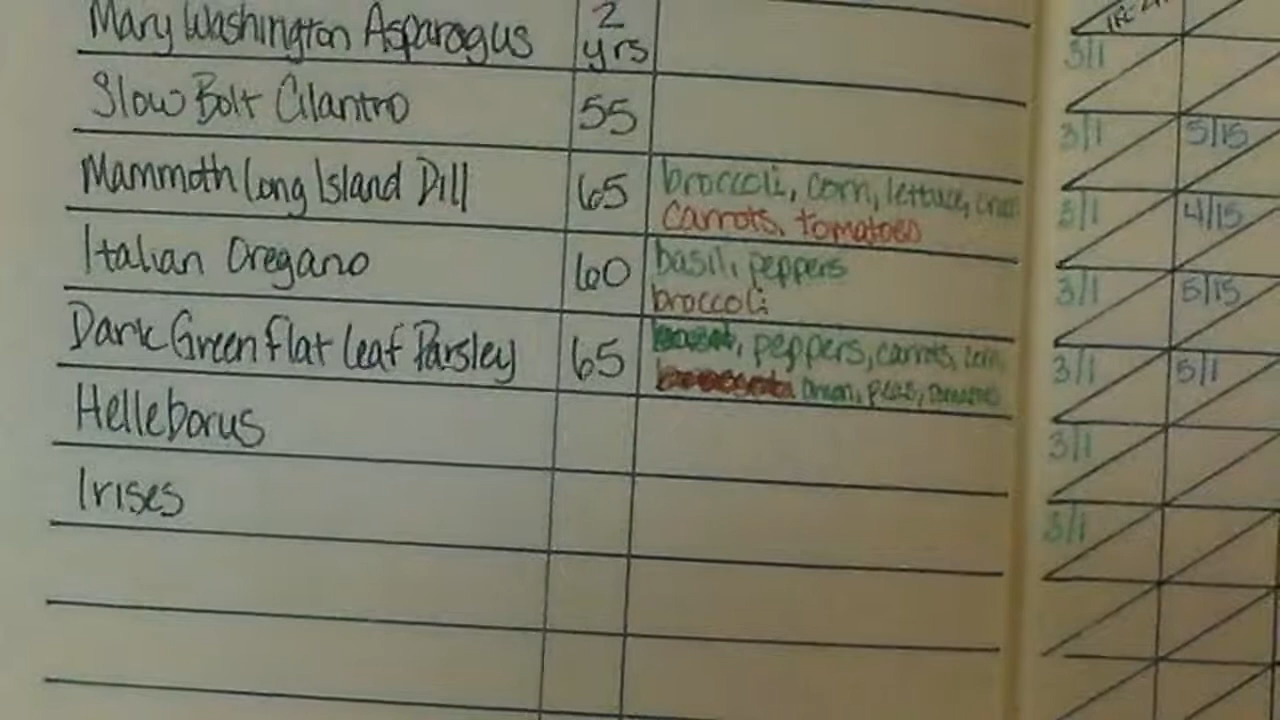 Mary Washington Asparagus 2 yrs
3/1
Slow Bolt Cilantro 55
3/1 5/15
Mammoth Long Island Dill 65 broccoli, corn, lettuce,
carrots, tomatoes
3/1 4/15
Italian Oregano 60 basil, peppers
broccoli
3/1 5/15
Dark Green Flat Leaf Parsley 65 peppers, carrots, corn
onion, peas, tomatoes
3/1 5/1
Helleborus
3/1
Irises
3/1